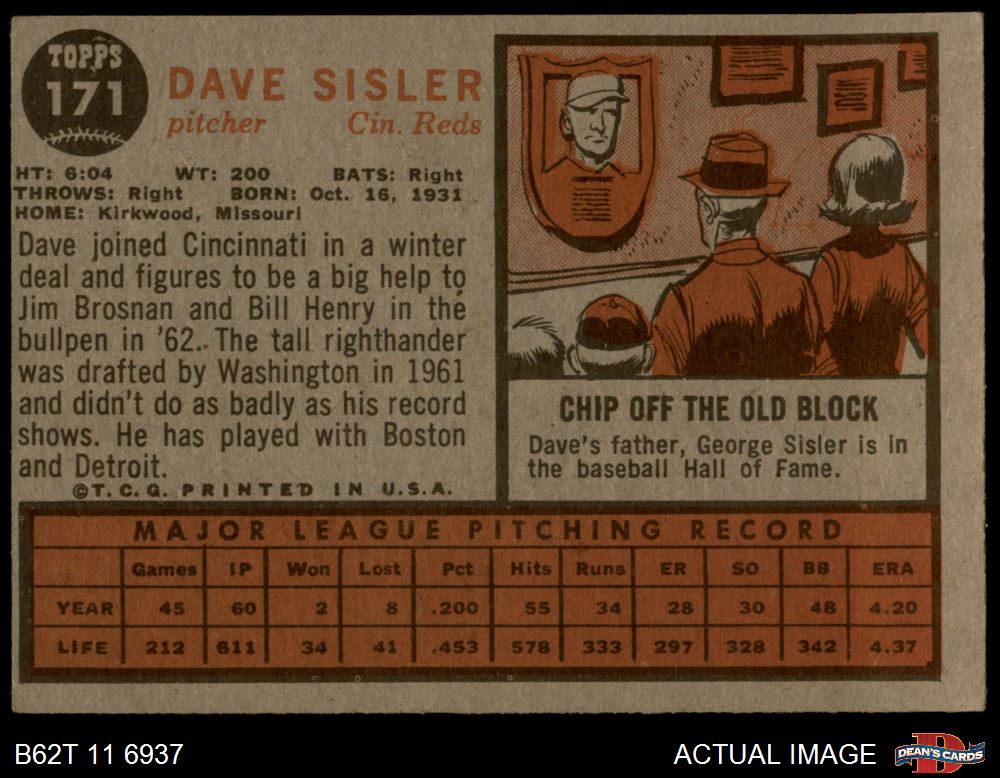 TOPPS
171
DAVE SISLER
pitcher Cin. Reds
HT: 6:04 WT: 200 BATS: Right
THROWS: Right BORN: Oct. 16, 1931
HOME: Kirkwood, Missouri
Dave joined Cincinnati in a winter
deal and figures to be a big help to
Jim Brosnan and Bill Henry in the
bullpen in '62. The tall righthander
was drafted by Washington in 1961
and didn't do as badly as his record
shows. He has played with Boston
and Detroit.
©T.C.G. PRINTED IN U.S.A.
CHIP OFF THE OLD BLOCK
Dave's father, George Sisler is in
the baseball Hall of Fame.
MAJOR LEAGUE PITCHING RECORD
Games IP Won Lost Pct Hits Runs ER SO BB ERA
YEAR 45 60 2 8 .200 55 34 28 30 48 4.20
LIFE 212 611 34 41 .453 578 333 297 328 342 4.37
B62T 11 6937
ACTUAL IMAGE
DEAN'S CARDS